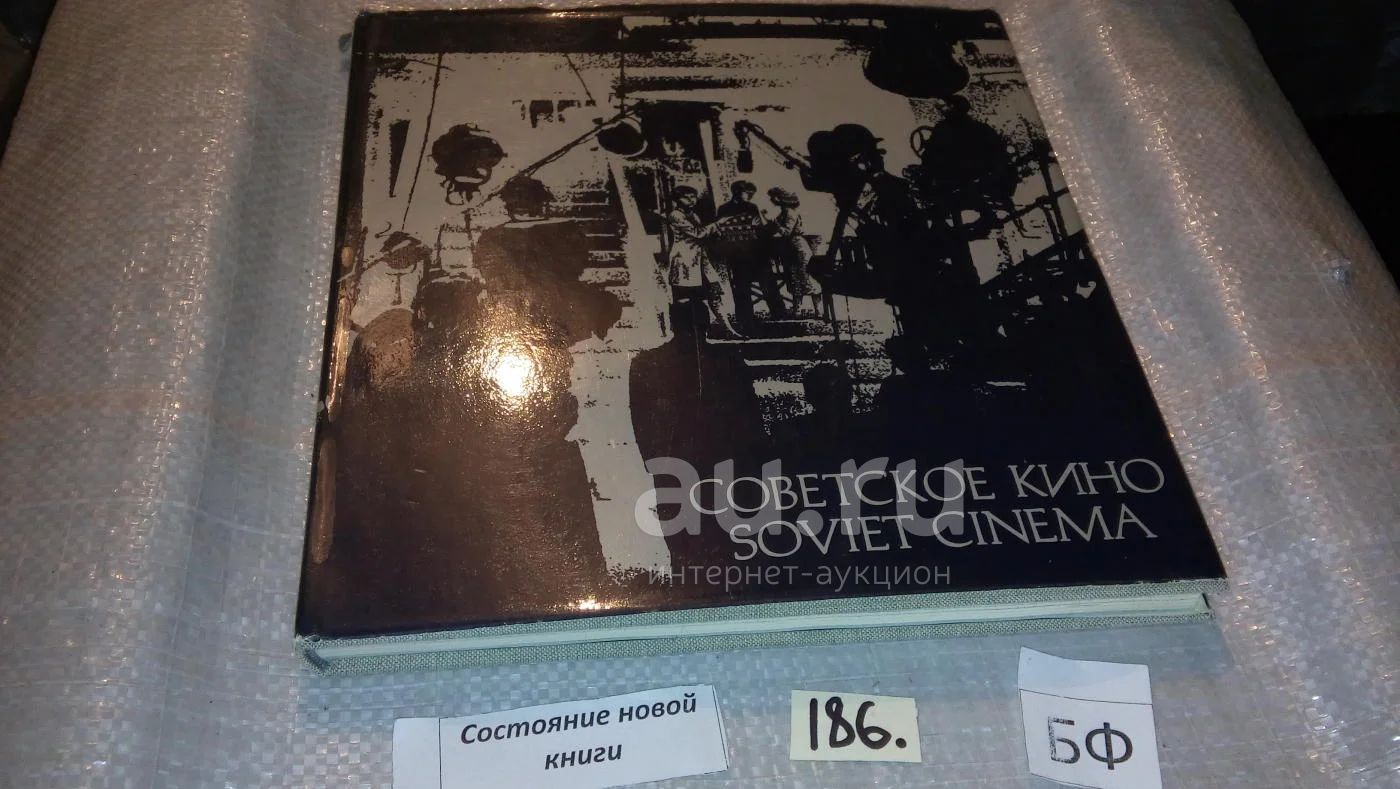 СОВЕТСКОЕ КИНО
SOVIET CINEMA
au.ru
интернет-аукцион
Состояние новой
книги
186.
БФ